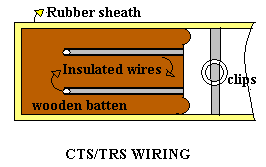 Rubber sheath
Insulated wires
clips
wooden batten
CTS/TRS WIRING